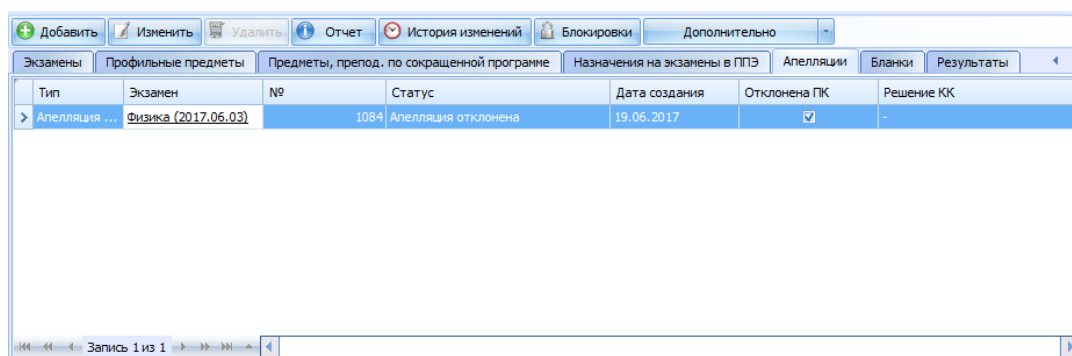 Добавить Изменить Удалить Отчет История изменений Блокировки Дополнительно
Экзамены Профильные предметы Предметы, препод. по сокращенной программе Назначения на экзамены в ППЭ Апелляции Бланки Результаты
Тип Экзамен № Статус Дата создания Отклонена ПК Решение КК
Апелляция ... Физика (2017.06.03) 1084 Апелляция отклонена 19.06.2017 -
Запись 1 из 1